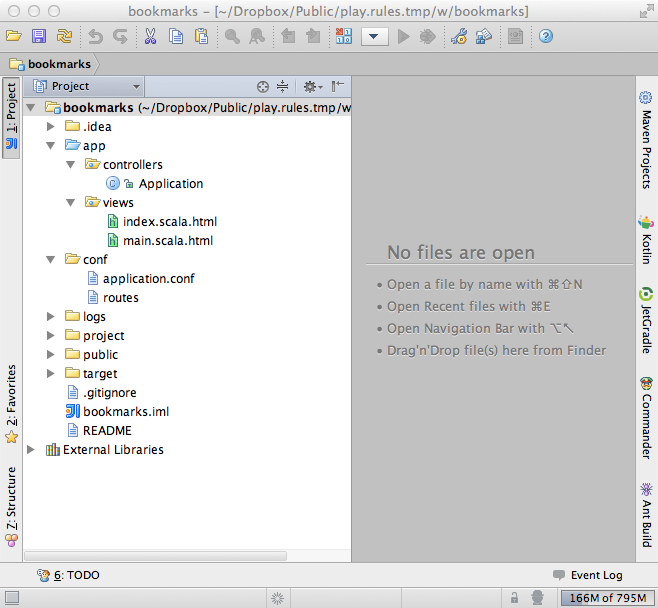 bookmarks – [~/Dropbox/Public/play.rules.tmp/w/bookmarks]
bookmarks
Project
bookmarks (~/Dropbox/Public/play.rules.tmp/w
.idea
app
controllers
Application
views
index.scala.html
main.scala.html
conf
application.conf
routes
logs
project
public
target
.gitignore
bookmarks.iml
README
External Libraries
1: Project
2: Favorites
7: Structure
No files are open
• Open a file by name with ⌘⇧N
• Open Recent files with ⌘E
• Open Navigation Bar with ⌥↖
• Drag'n'Drop file(s) here from Finder
Maven Projects
Kotlin
JetGradle
Commander
Ant Build
6: TODO
Event Log
166M of 795M